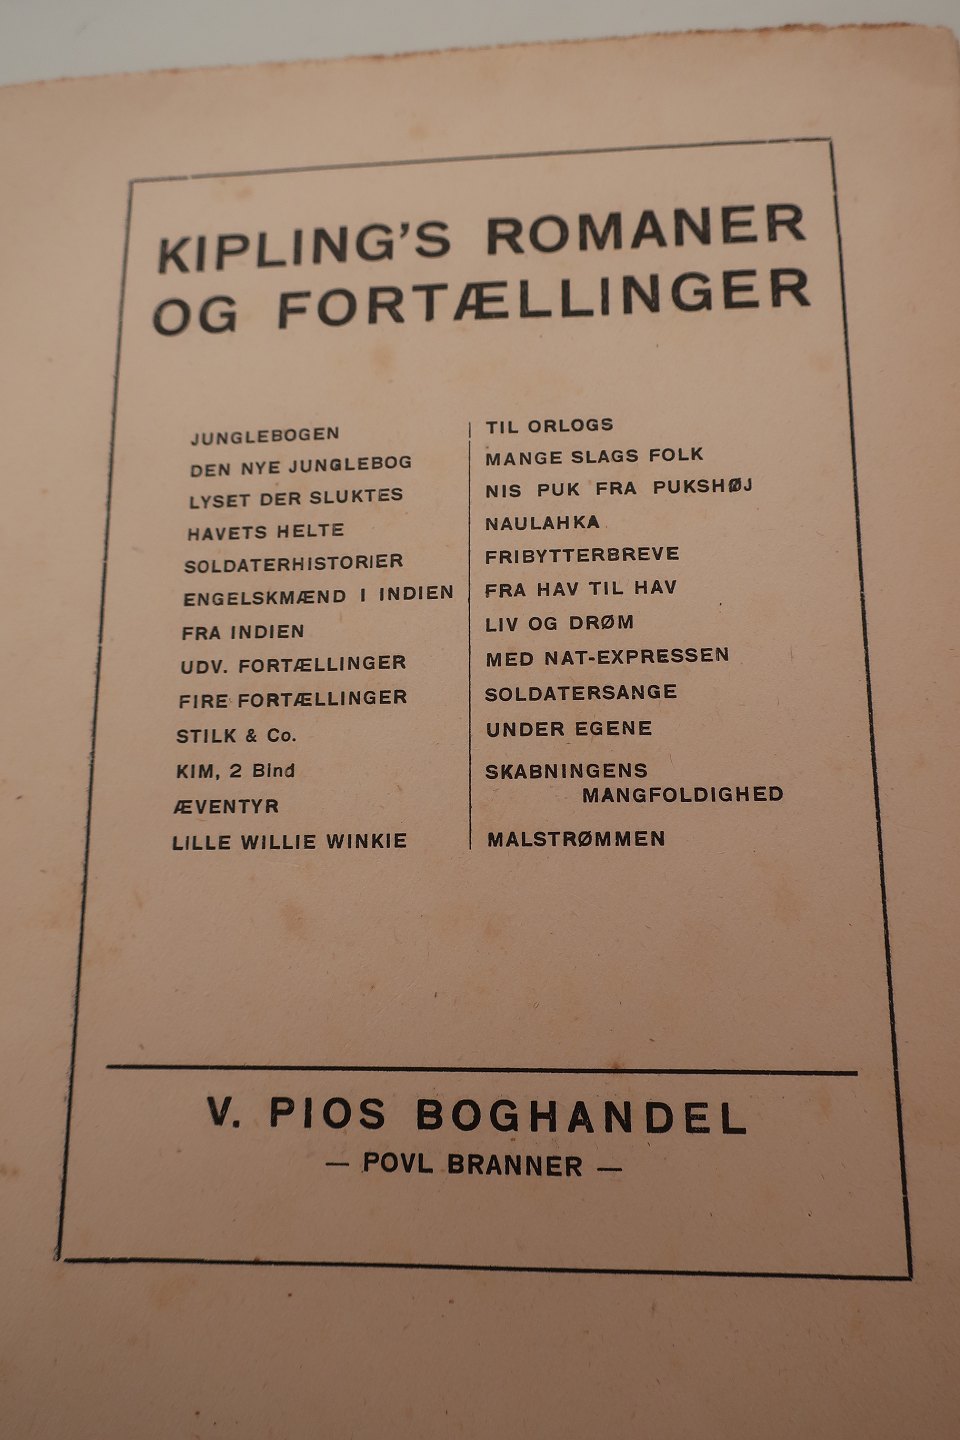 KIPLING'S ROMANER
OG FORTÆLLINGER
JUNGLEBOGEN
DEN NYE JUNGLEBOG
LYSET DER SLUKTES
HAVETS HELTE
SOLDATERHISTORIER
ENGELSKMÆND I INDIEN
FRA INDIEN
UDV. FORTÆLLINGER
FIRE FORTÆLLINGER
STILK & Co.
KIM, 2 Bind
ÆVENTYR
LILLE WILLIE WINKIE
TIL ORLOGS
MANGE SLAGS FOLK
NIS PUK FRA PUKSHØJ
NAULAHKA
FRIBYTTERBREVE
FRA HAV TIL HAV
LIV OG DRØM
MED NAT-EXPRESSEN
SOLDATERSANGE
UNDER EGENE
SKABNINGENS
MANGFOLDIGHED
MALSTRØMMEN
V. PIOS BOGHANDEL
— POVL BRANNER —